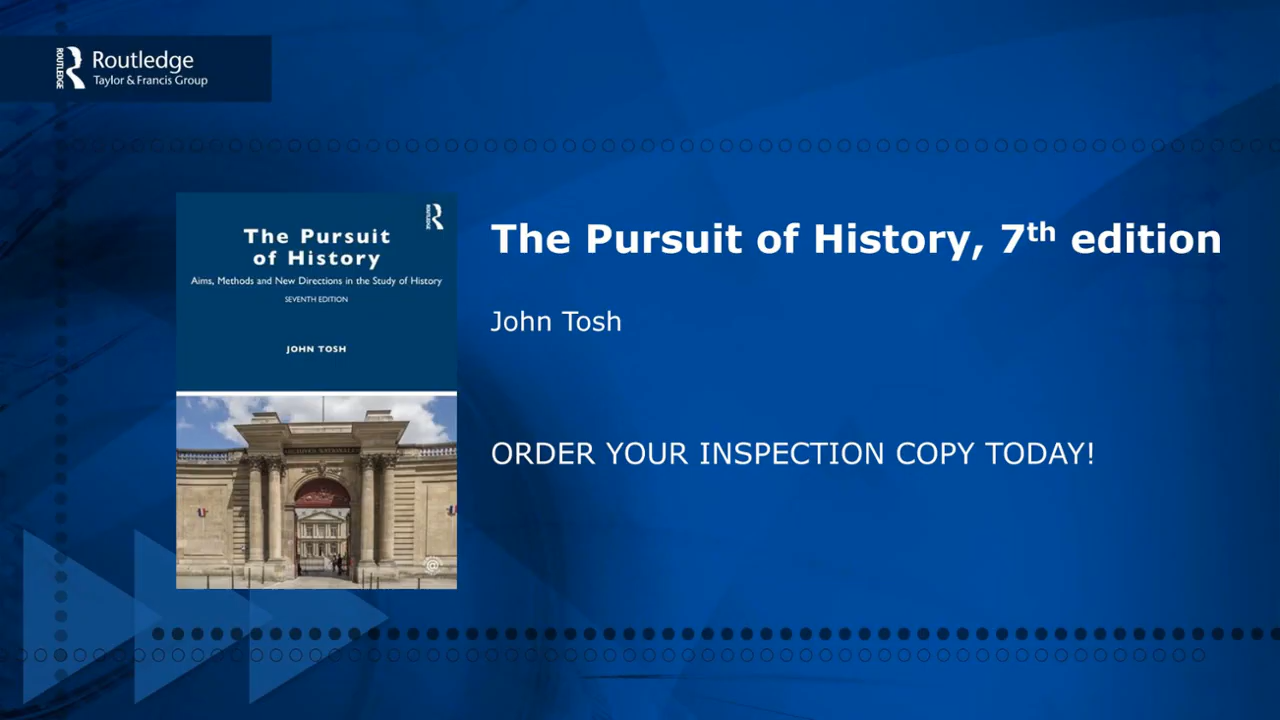 ROUTLEDGE
Routledge
Taylor & Francis Group
The Pursuit
of History
Aims, Methods and New Directions in the Study of History
SEVENTH EDITION
JOHN TOSH
The Pursuit of History, 7th edition
John Tosh
ORDER YOUR INSPECTION COPY TODAY!